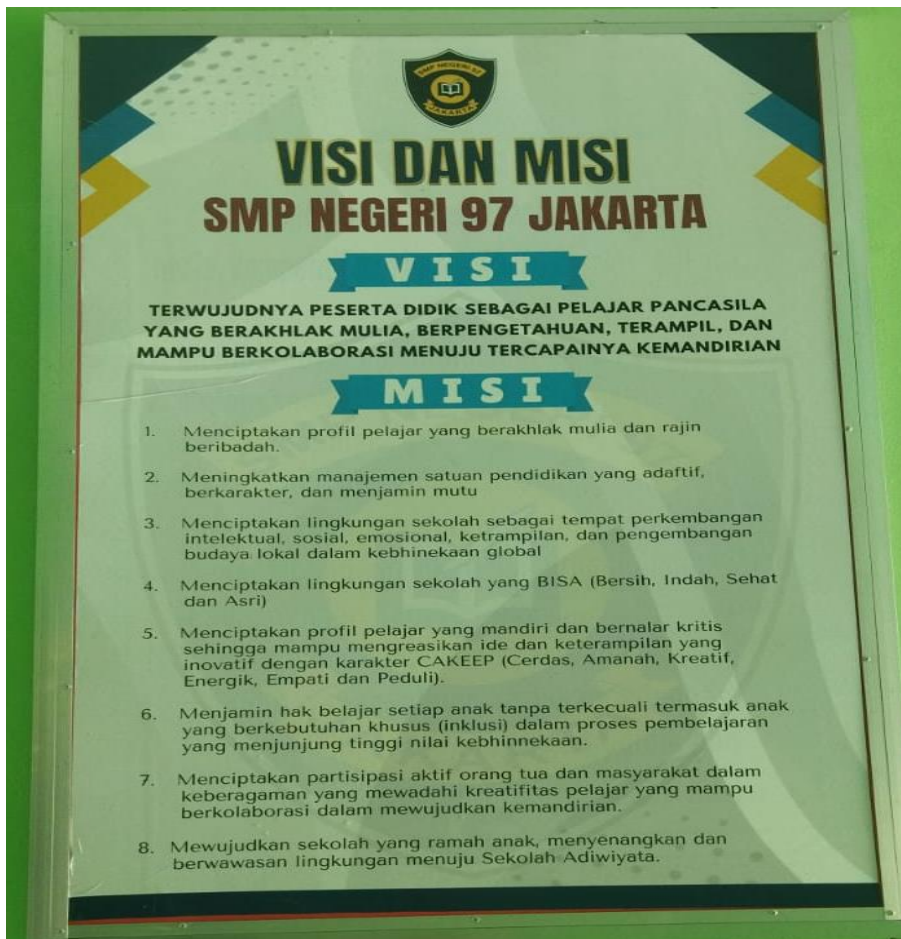 SMP NEGERI 97
JAKARTA
VISI DAN MISI
SMP NEGERI 97 JAKARTA
VISI
TERWUJUDNYA PESERTA DIDIK SEBAGAI PELAJAR PANCASILA
YANG BERAKHLAK MULIA, BERPENGETAHUAN, TERAMPIL, DAN
MAMPU BERKOLABORASI MENUJU TERCAPAINYA KEMANDIRIAN
MISI
1. Menciptakan profil pelajar yang berakhlak mulia dan rajin
beribadah.
2. Meningkatkan manajemen satuan pendidikan yang adaftif,
berkarakter, dan menjamin mutu
3. Menciptakan lingkungan sekolah sebagai tempat perkembangan
intelektual, sosial, emosional, ketrampilan, dan pengembangan
budaya lokal dalam kebhinekaan global
4. Menciptakan lingkungan sekolah yang BISA (Bersih, Indah, Sehat
dan Asri)
5. Menciptakan profil pelajar yang mandiri dan bernalar kritis
sehingga mampu mengreasikan ide dan keterampilan yang
inovatif dengan karakter CAKEEP (Cerdas, Amanah, Kreatif,
Energik, Empati dan Peduli).
6. Menjamin hak belajar setiap anak tanpa terkecuali termasuk anak
yang berkebutuhan khusus (inklusi) dalam proses pembelajaran
yang menjunjung tinggi nilai kebhinnekaan.
7. Menciptakan partisipasi aktif orang tua dan masyarakat dalam
keberagaman yang mewadahi kreatifitas pelajar yang mampu
berkolaborasi dalam mewujudkan kemandirian.
8. Mewujudkan sekolah yang ramah anak, menyenangkan dan
berwawasan lingkungan menuju Sekolah Adiwiyata.